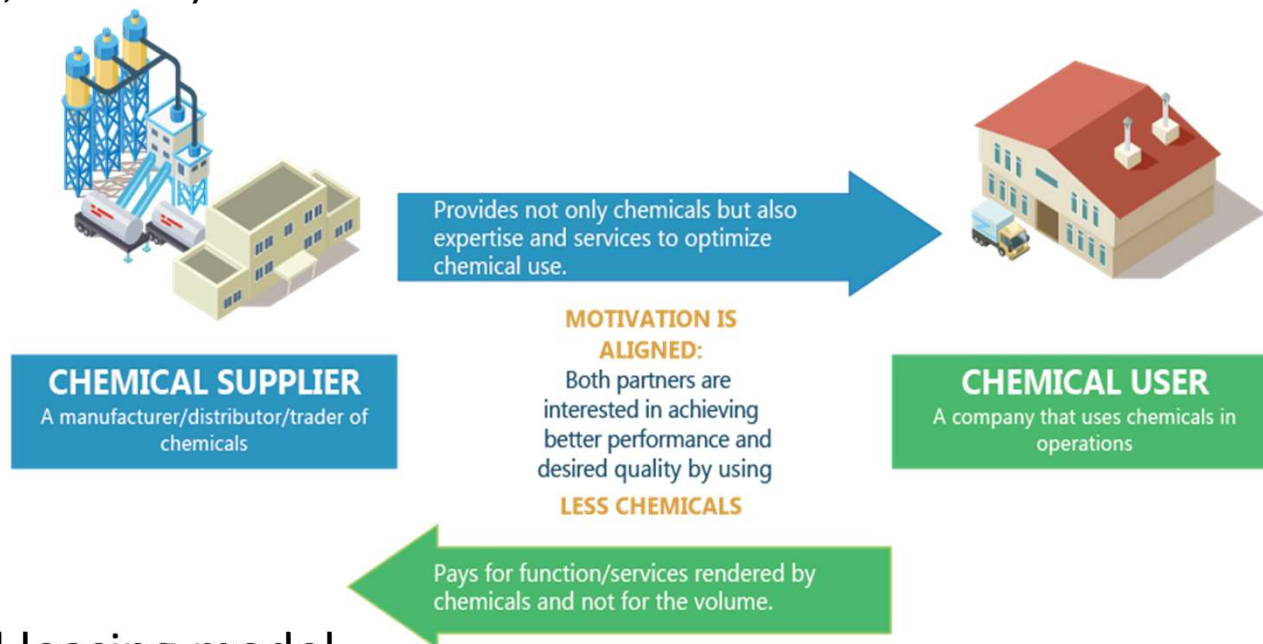 Provides not only chemicals but also
expertise and services to optimize
chemical use.
MOTIVATION IS
ALIGNED:
Both partners are
interested in achieving
better performance and
desired quality by using
LESS CHEMICALS
CHEMICAL SUPPLIER
A manufacturer/distributor/trader of
chemicals
CHEMICAL USER
A company that uses chemicals in
operations
Pays for function/services rendered by
chemicals and not for the volume.